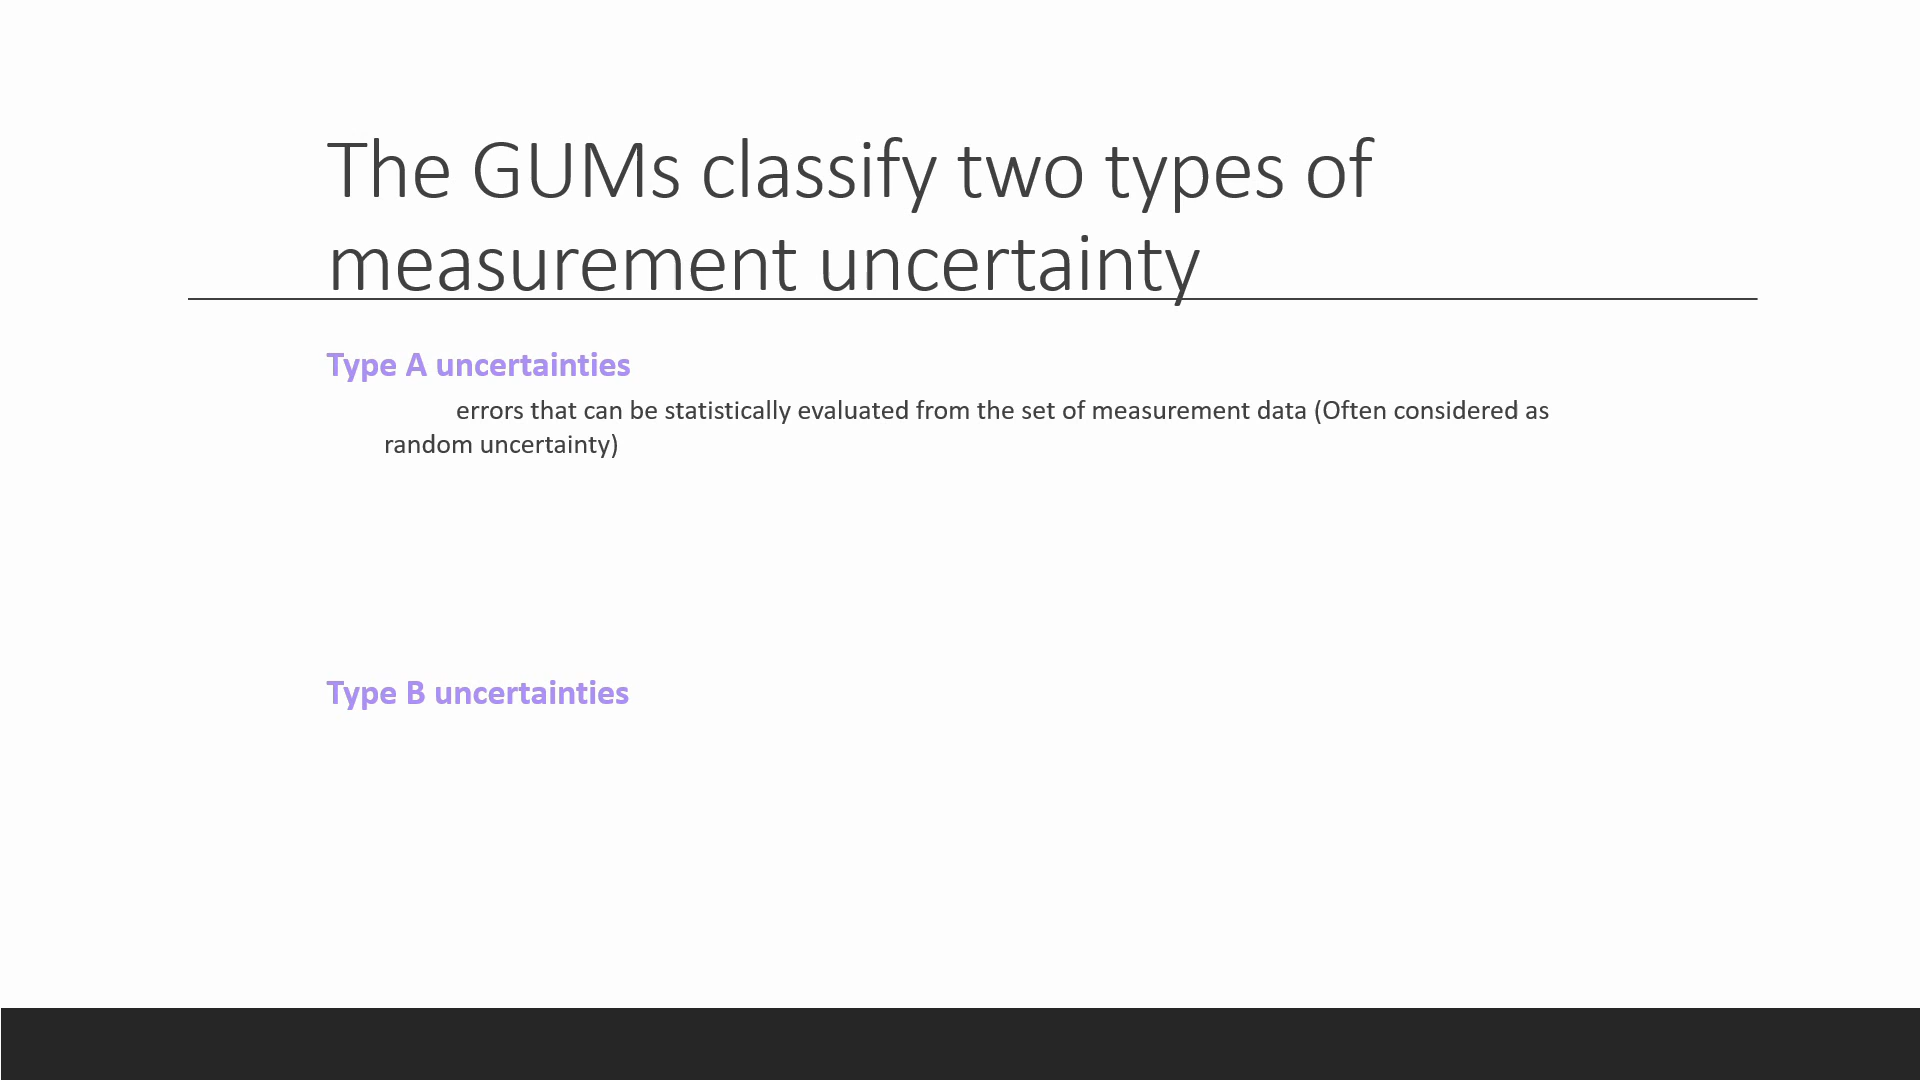 The GUMs classify two types of
measurement uncertainty
Type A uncertainties
errors that can be statistically evaluated from the set of measurement data (Often considered as
random uncertainty)
Type B uncertainties